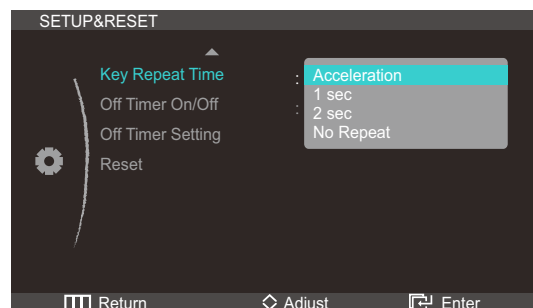 SETUP&RESET
Key Repeat Time : Acceleration
1 sec
Off Timer On/Off :
2 sec
No Repeat
Off Timer Setting
Reset
Return Adjust Enter